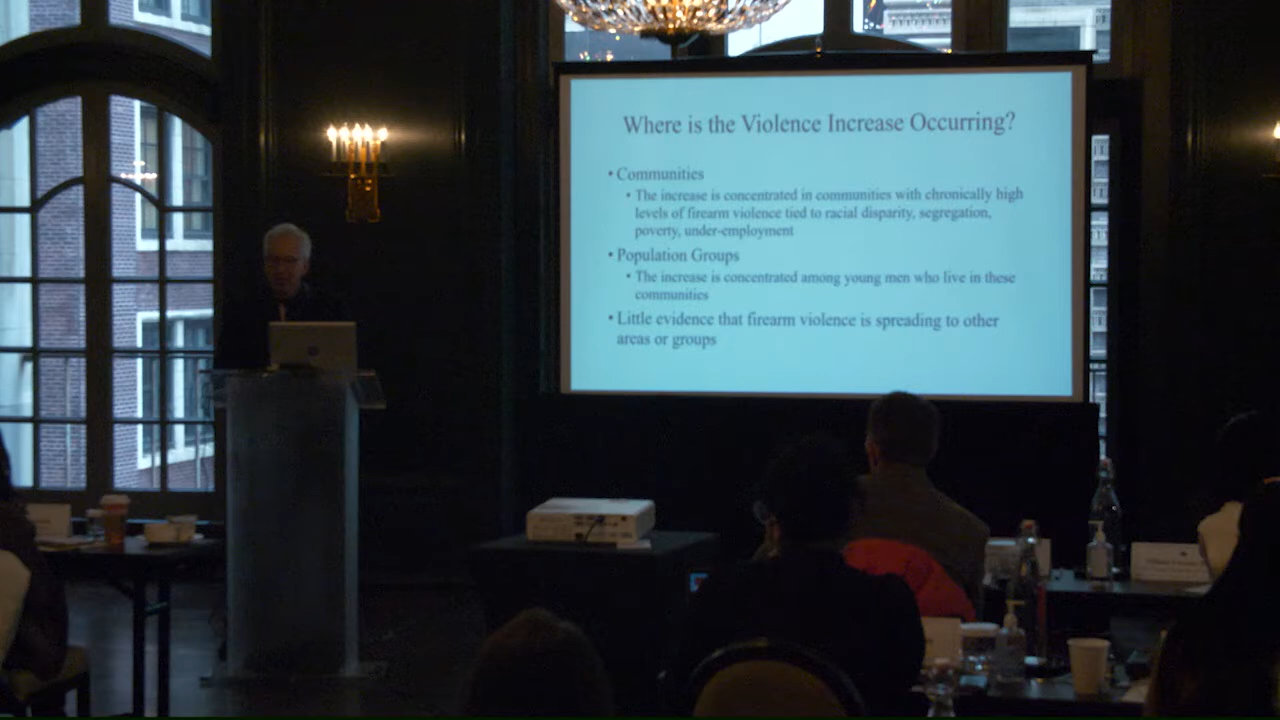 Where is the Violence Increase Occurring?
• Communities
• The increase is concentrated in communities with chronically high
levels of firearm violence tied to racial disparity, segregation,
poverty, under-employment
• Population Groups
• The increase is concentrated among young men who live in these
communities
• Little evidence that firearm violence is spreading to other
areas or groups